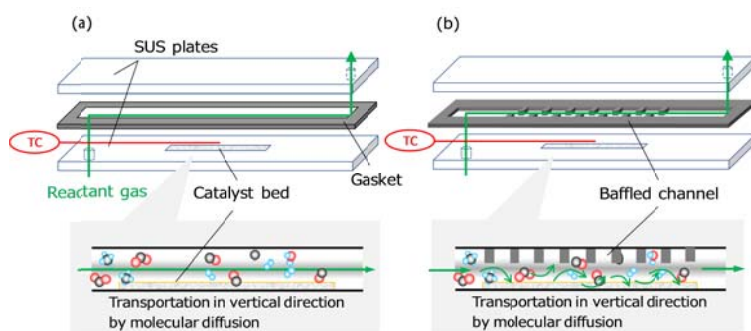 (a)
SUS plates
TC
Gasket
Reactant gas
Catalyst bed
Transportation in vertical direction
by molecular diffusion
(b)
TC
Baffled channel
Transportation in vertical direction
by molecular diffusion